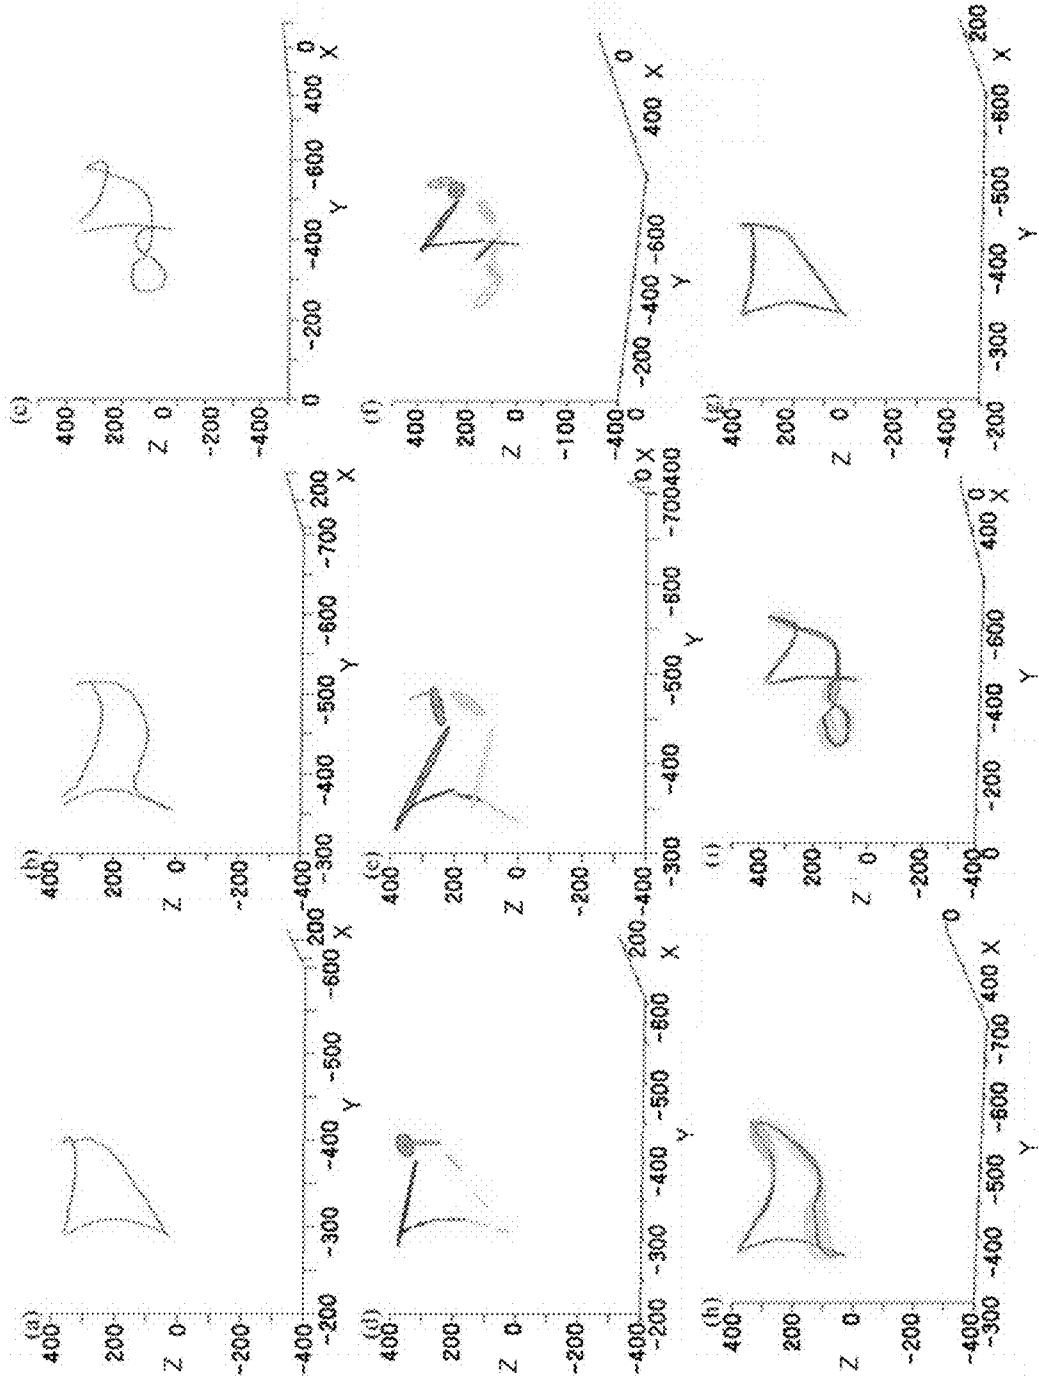 (a)
400
200
0
-200
-400
Z
-200 -300 -400 -500 -600
Y
200
X
(b)
400
200
0
-200
-400
Z
-300 -400 -500 -600 -700
Y
200
X
(c)
400
200
0
-200
-400
Z
0 -200 -400 -600
Y
400 0
X
(d)
400
200
0
-200
-400
Z
-200 -300 -400 -500 -600
Y
200
X
(e)
400
200
0
-200
-400
Z
-300 -400 -500 -600 -700
Y
400 0 X
(f)
400
200
0
-100
-400
Z
0 -200 -400 -600
Y
400 0
X
(h)
400
200
0
-200
-400
Z
-300 -400 -500 -600 -700
Y
400 X 0
(i)
400
200
0
-200
-400
Z
0 -200 -400 -600
Y
400 0
X
(g)
400
200
0
-200
-400
Z
-200 -300 -400 -500 -600
Y
X 200